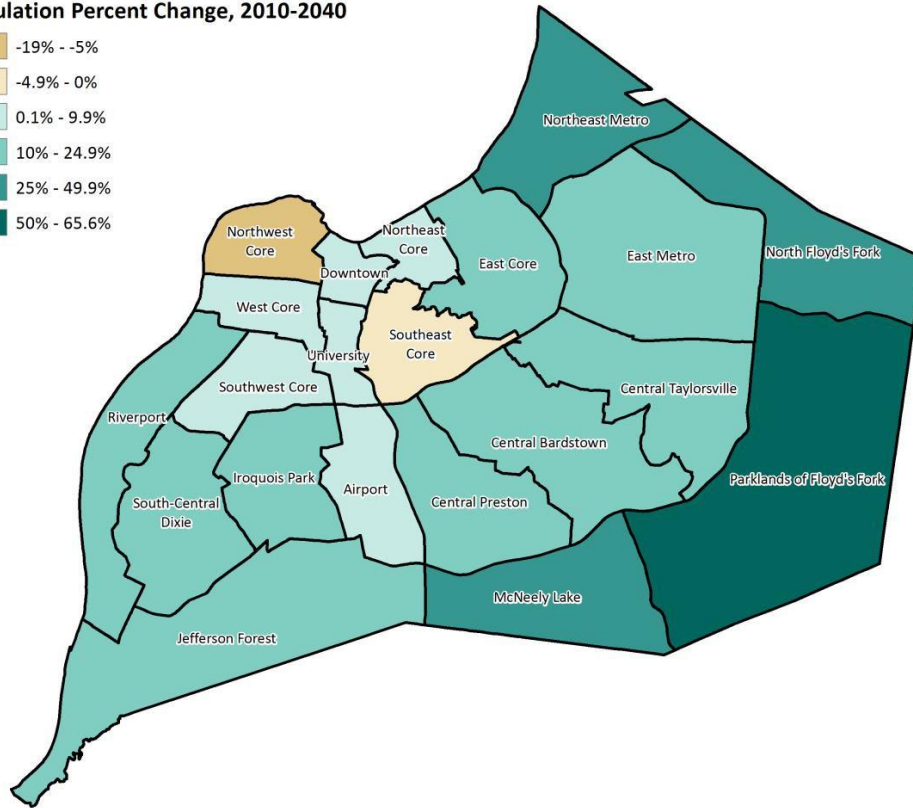 ulation Percent Change, 2010-2040
-19% - -5%
-4.9% - 0%
0.1% - 9.9%
10% - 24.9%
25% - 49.9%
50% - 65.6%
Northeast Metro
Northwest
Core
Northeast
Core
North Floyd's Fork
East Metro
East Core
Downtown
West Core
Southeast
Core
University
Southwest Core
Central Taylorsville
Riverport
Central Bardstown
Iroquois Park
Parklands of Floyd's Fork
Airport
South-Central
Dixie
Central Preston
McNeely Lake
Jefferson Forest